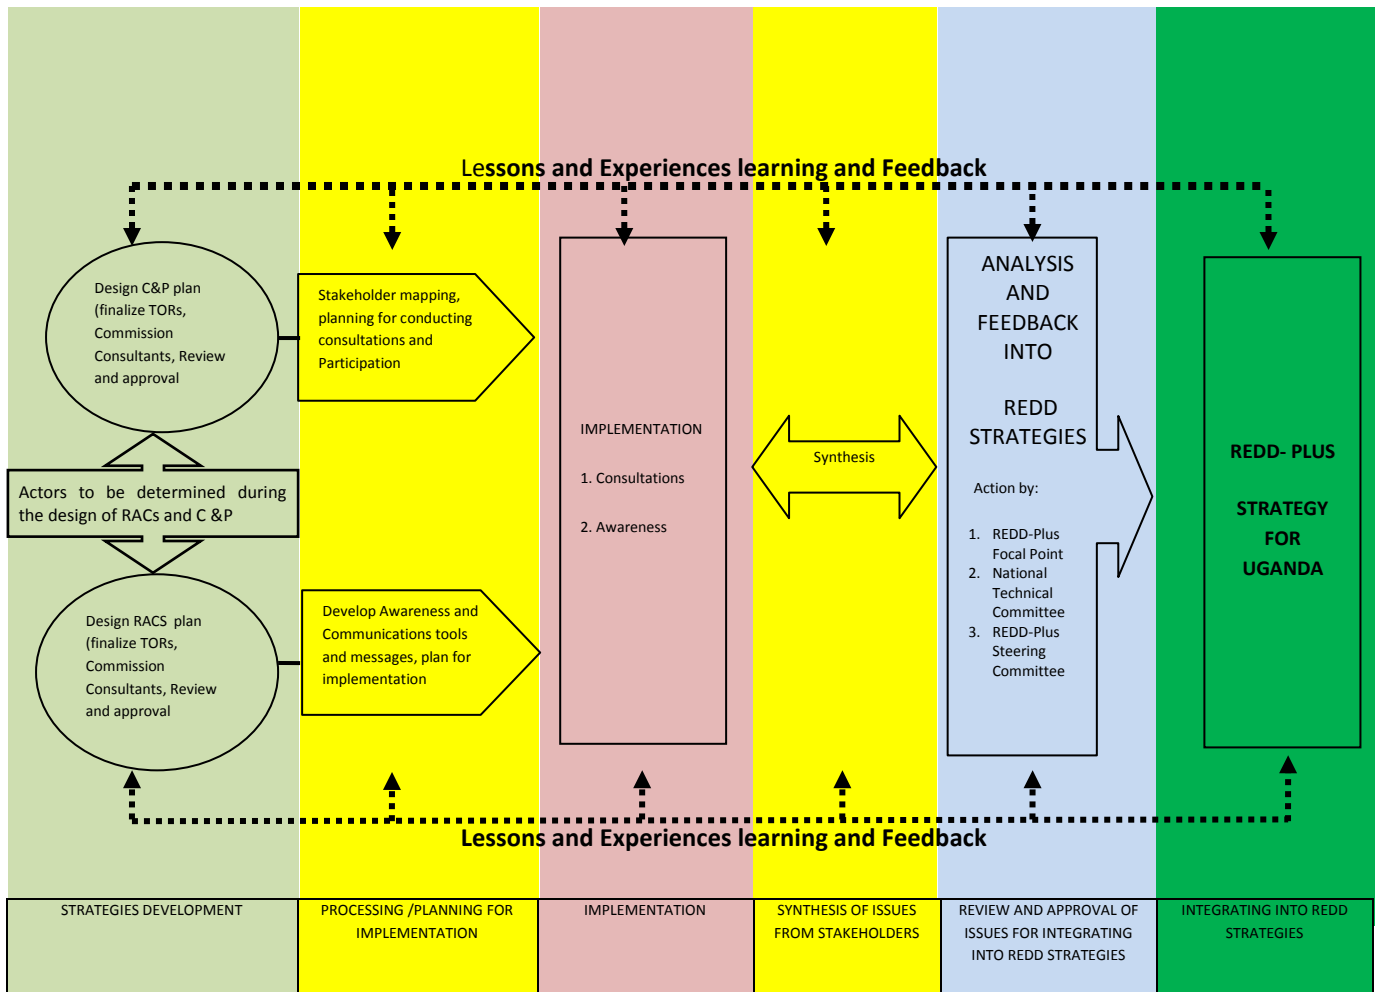 Lessons and Experiences learning and Feedback
Design C&P plan
(finalize TORs,
Commission
Consultants, Review
and approval
Stakeholder mapping,
planning for conducting
consultations and
Participation
Actors to be determined during
the design of RACs and C &P
Design RACS plan
(finalize TORs,
Commission
Consultants, Review
and approval
Develop Awareness and
Communications tools
and messages, plan for
implementation
IMPLEMENTATION
1. Consultations
2. Awareness
Synthesis
ANALYSIS
AND
FEEDBACK
INTO
REDD
STRATEGIES
Action by:
1. REDD-Plus
Focal Point
2. National
Technical
Committee
3. REDD-Plus
Steering
Committee
REDD- PLUS
STRATEGY
FOR
UGANDA
Lessons and Experiences learning and Feedback
STRATEGIES DEVELOPMENT
PROCESSING /PLANNING FOR
IMPLEMENTATION
IMPLEMENTATION
SYNTHESIS OF ISSUES
FROM STAKEHOLDERS
REVIEW AND APPROVAL OF
ISSUES FOR INTEGRATING
INTO REDD STRATEGIES
INTEGRATING INTO REDD
STRATEGIES